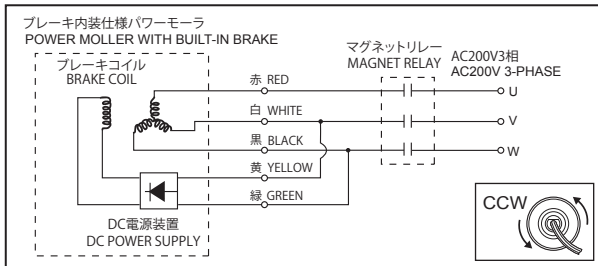 ブレーキ内装仕様パワーモーラ
POWER MOLLER WITH BUILT-IN BRAKE
ブレーキコイル
BRAKE COIL
マグネットリレー
MAGNET RELAY
AC200V3相
AC200V 3-PHASE
赤 RED
U
白 WHITE
V
黒 BLACK
W
黄 YELLOW
緑 GREEN
DC電源装置
DC POWER SUPPLY
CCW